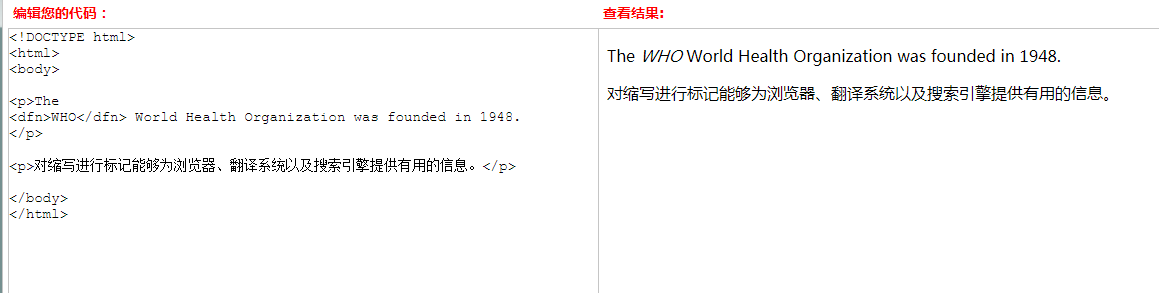 编辑您的代码：
查看结果:
<!DOCTYPE html>
<html>
<body>
<p>The
<dfn>WHO</dfn> World Health Organization was founded in 1948.
</p>
<p>对缩写进行标记能够为浏览器、翻译系统以及搜索引擎提供有用的信息。</p>
</body>
</html>
The WHO World Health Organization was founded in 1948.
对缩写进行标记能够为浏览器、翻译系统以及搜索引擎提供有用的信息。